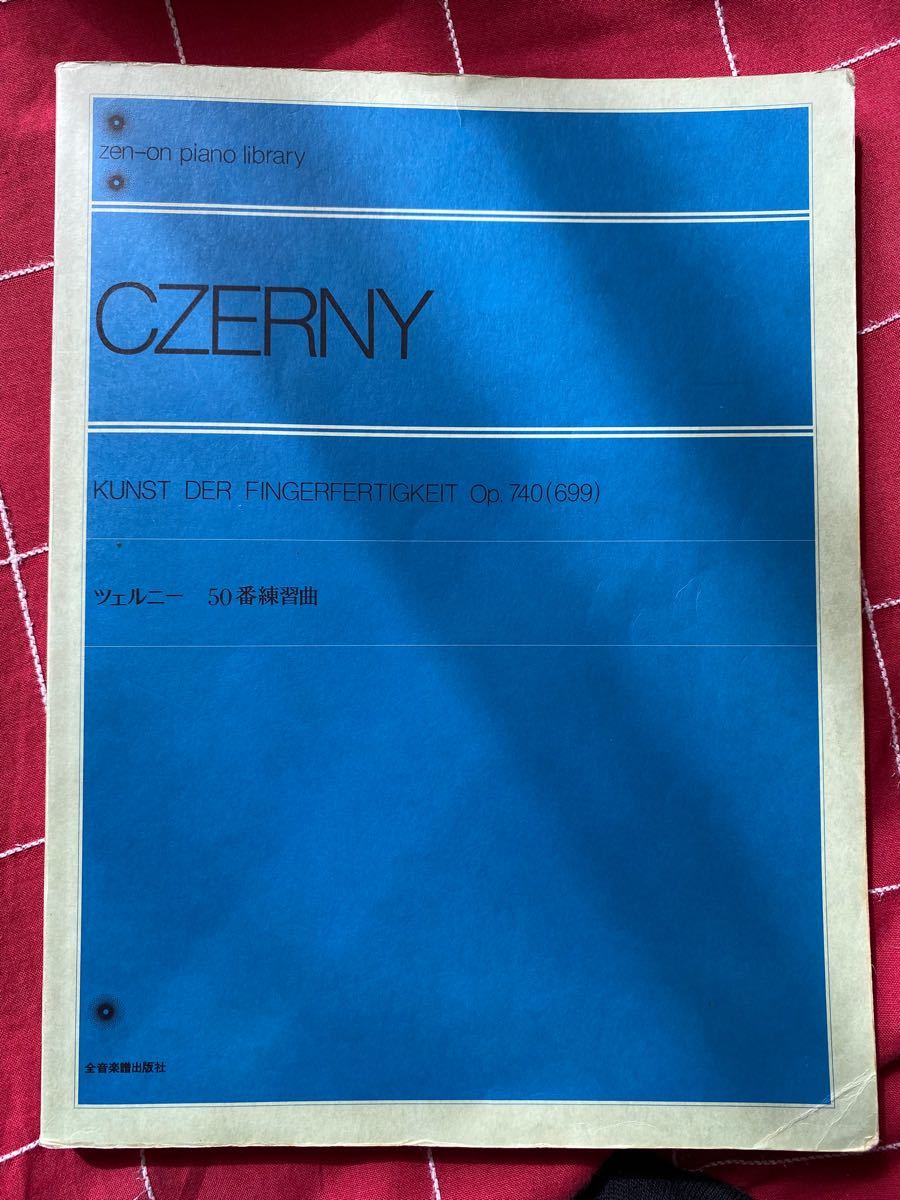 zen-on piano library
CZERNY
KUNST DER FINGERFERTIGKEIT Op. 740(699)
ツェルニー 50番練習曲
全音楽譜出版社